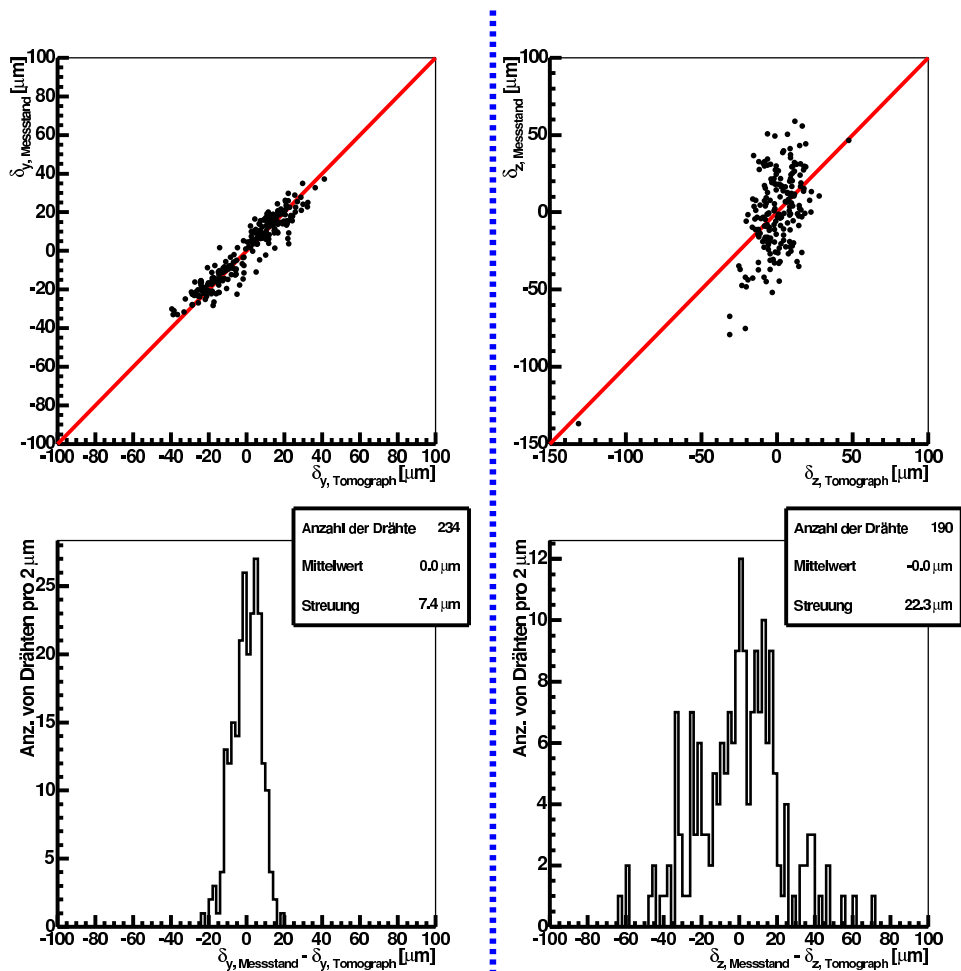 δy, Messstand [μm]
100
80
60
40
20
0
-20
-40
-60
-80
-100
-100 -80 -60 -40 -20 0 20 40 60 80 100
δy, Tomograph [μm]
δz, Messstand [μm]
100
50
0
-50
-100
-150
-150 -100 -50 0 50 100
δz, Tomograph [μm]
Anzahl der Drähte 234
Mittelwert 0.0 μm
Streuung 7.4 μm
Anz. von Drähten pro 2 μm
25
20
15
10
5
0
-100 -80 -60 -40 -20 0 20 40 60 80 100
δy, Messstand - δy, Tomograph [μm]
Anzahl der Drähte 190
Mittelwert -0.0 μm
Streuung 22.3 μm
Anz. von Drähten pro 2 μm
12
10
8
6
4
2
0
-100 -80 -60 -40 -20 0 20 40 60 80 100
δz, Messstand - δz, Tomograph [μm]